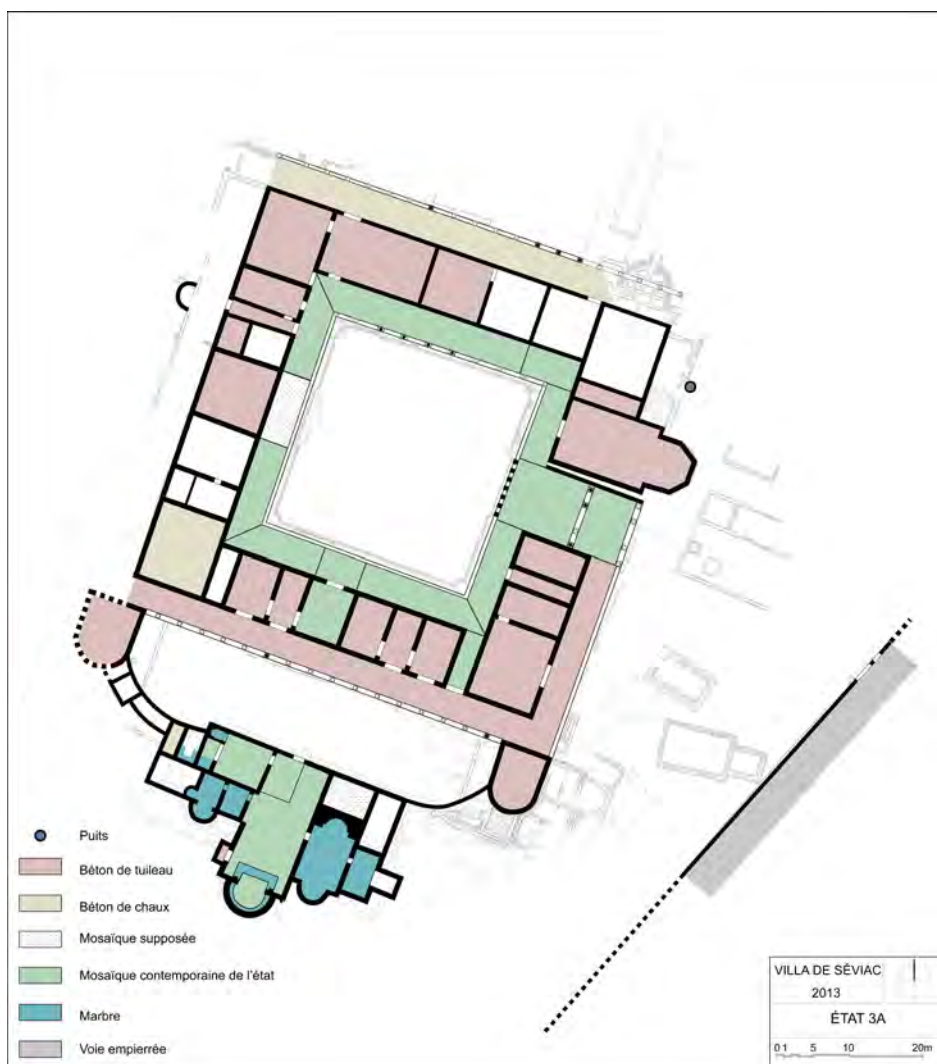 Puits
Béton de tuileau
Béton de chaux
Mosaïque supposée
Mosaïque contemporaine de l'état
Marbre
Voie empierrée
VILLA DE SÉVIAC
2013
ÉTAT 3A
0 1 5 10 20m